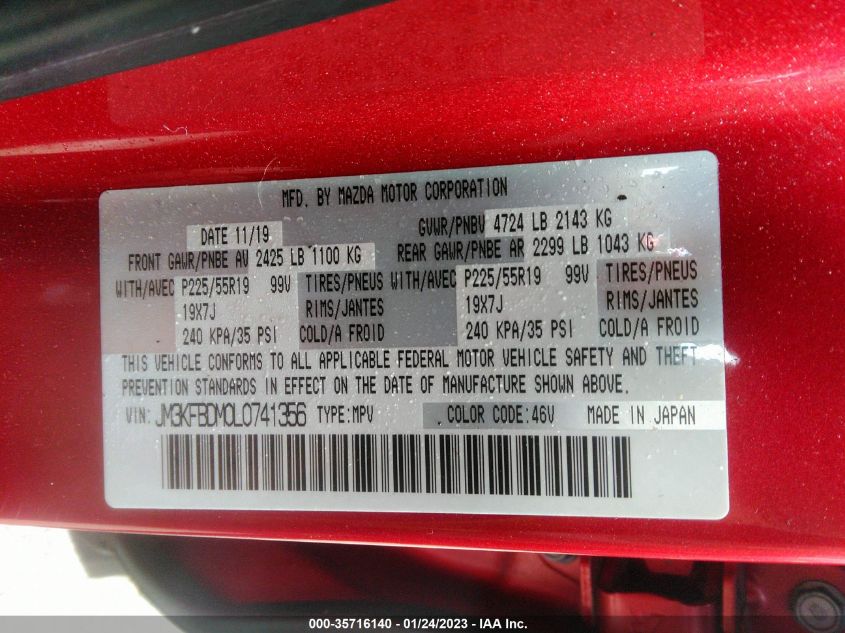 MFD. BY MAZDA MOTOR CORPORATION
DATE 11/19 GVWR/PNBV 4724 LB 2143 KG
FRONT GAWR/PNBE AV 2425 LB 1100 KG REAR GAWR/PNBE AR 2299 LB 1043 KG
WITH/AVEC P225/55R19 99V TIRES/PNEUS WITH/AVEC P225/55R19 99V TIRES/PNEUS
19X7J RIMS/JANTES 19X7J RIMS/JANTES
240 KPA/35 PSI COLD/A FROID 240 KPA/35 PSI COLD/A FROID
THIS VEHICLE CONFORMS TO ALL APPLICABLE FEDERAL MOTOR VEHICLE SAFETY AND THEFT
PREVENTION STANDARDS IN EFFECT ON THE DATE OF MANUFACTURE SHOWN ABOVE.
VIN: JM3KFBDM0L0741356 TYPE:MPV COLOR CODE:46V MADE IN JAPAN
000-35716140 - 01/24/2023 - IAA Inc.